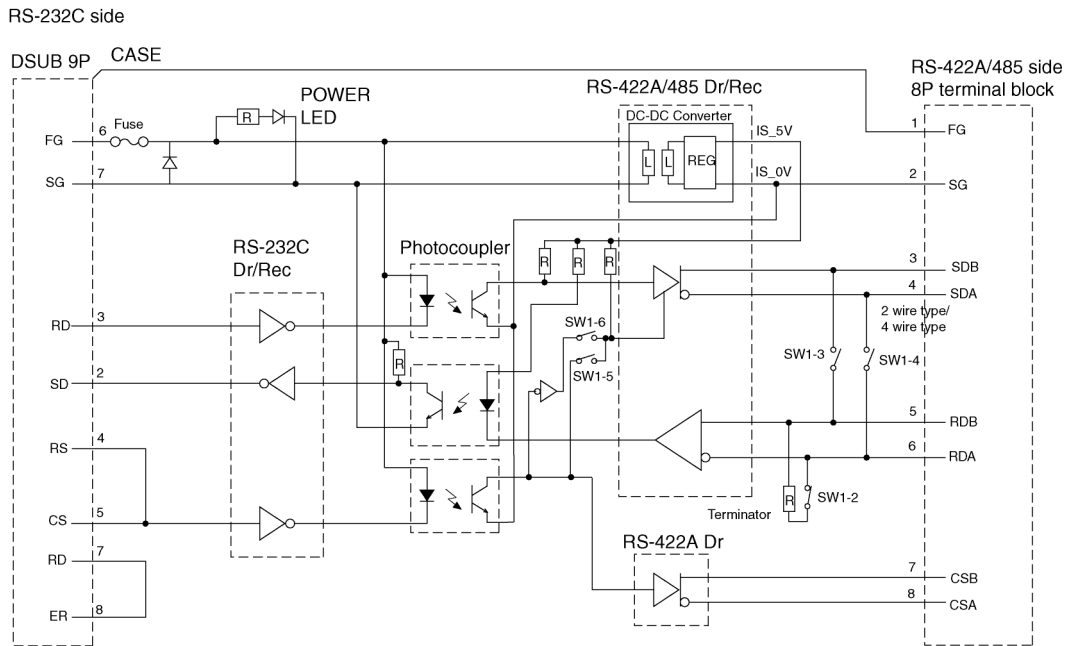 RS-232C side
DSUB 9P
CASE
RS-422A/485 side
8P terminal block
RS-422A/485 Dr/Rec
POWER
LED
DC-DC Converter
R
Fuse
6
FG
IS_5V
1
FG
L
L
REG
7
SG
IS_0V
2
SG
RS-232C
Dr/Rec
Photocoupler
R
R
R
3
SDB
4
SDA
2 wire type/
4 wire type
RD
3
SW1-6
SW1-3
SW1-4
R
SW1-5
SD
2
5
RDB
RS
4
6
RDA
R
SW1-2
Terminator
CS
5
RS-422A Dr
RD
7
7
CSB
8
CSA
ER
8